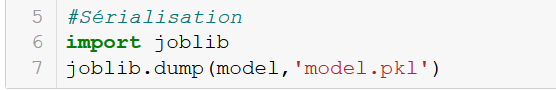 5 #Sérialisation
6 import joblib
7 joblib.dump(model,'model.pkl')